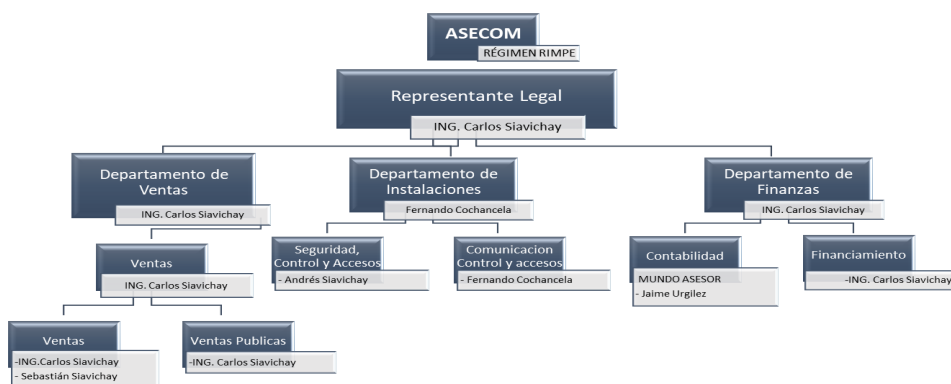 ASECOM
RÉGIMEN RIMPE
Representante Legal
ING. Carlos Siavichay
Departamento de
Ventas
ING. Carlos Siavichay
Departamento de
Instalaciones
Fernando Cochancela
Departamento de
Finanzas
ING. Carlos Siavichay
Ventas
ING. Carlos Siavichay
Seguridad,
Control y Accesos
- Andrés Siavichay
Comunicacion
Control y accesos
- Fernando Cochancela
Contabilidad
MUNDO ASESOR
- Jaime Urgilez
Financiamiento
-ING. Carlos Siavichay
Ventas
-ING.Carlos Siavichay
- Sebastián Siavichay
Ventas Publicas
-ING. Carlos Siavichay